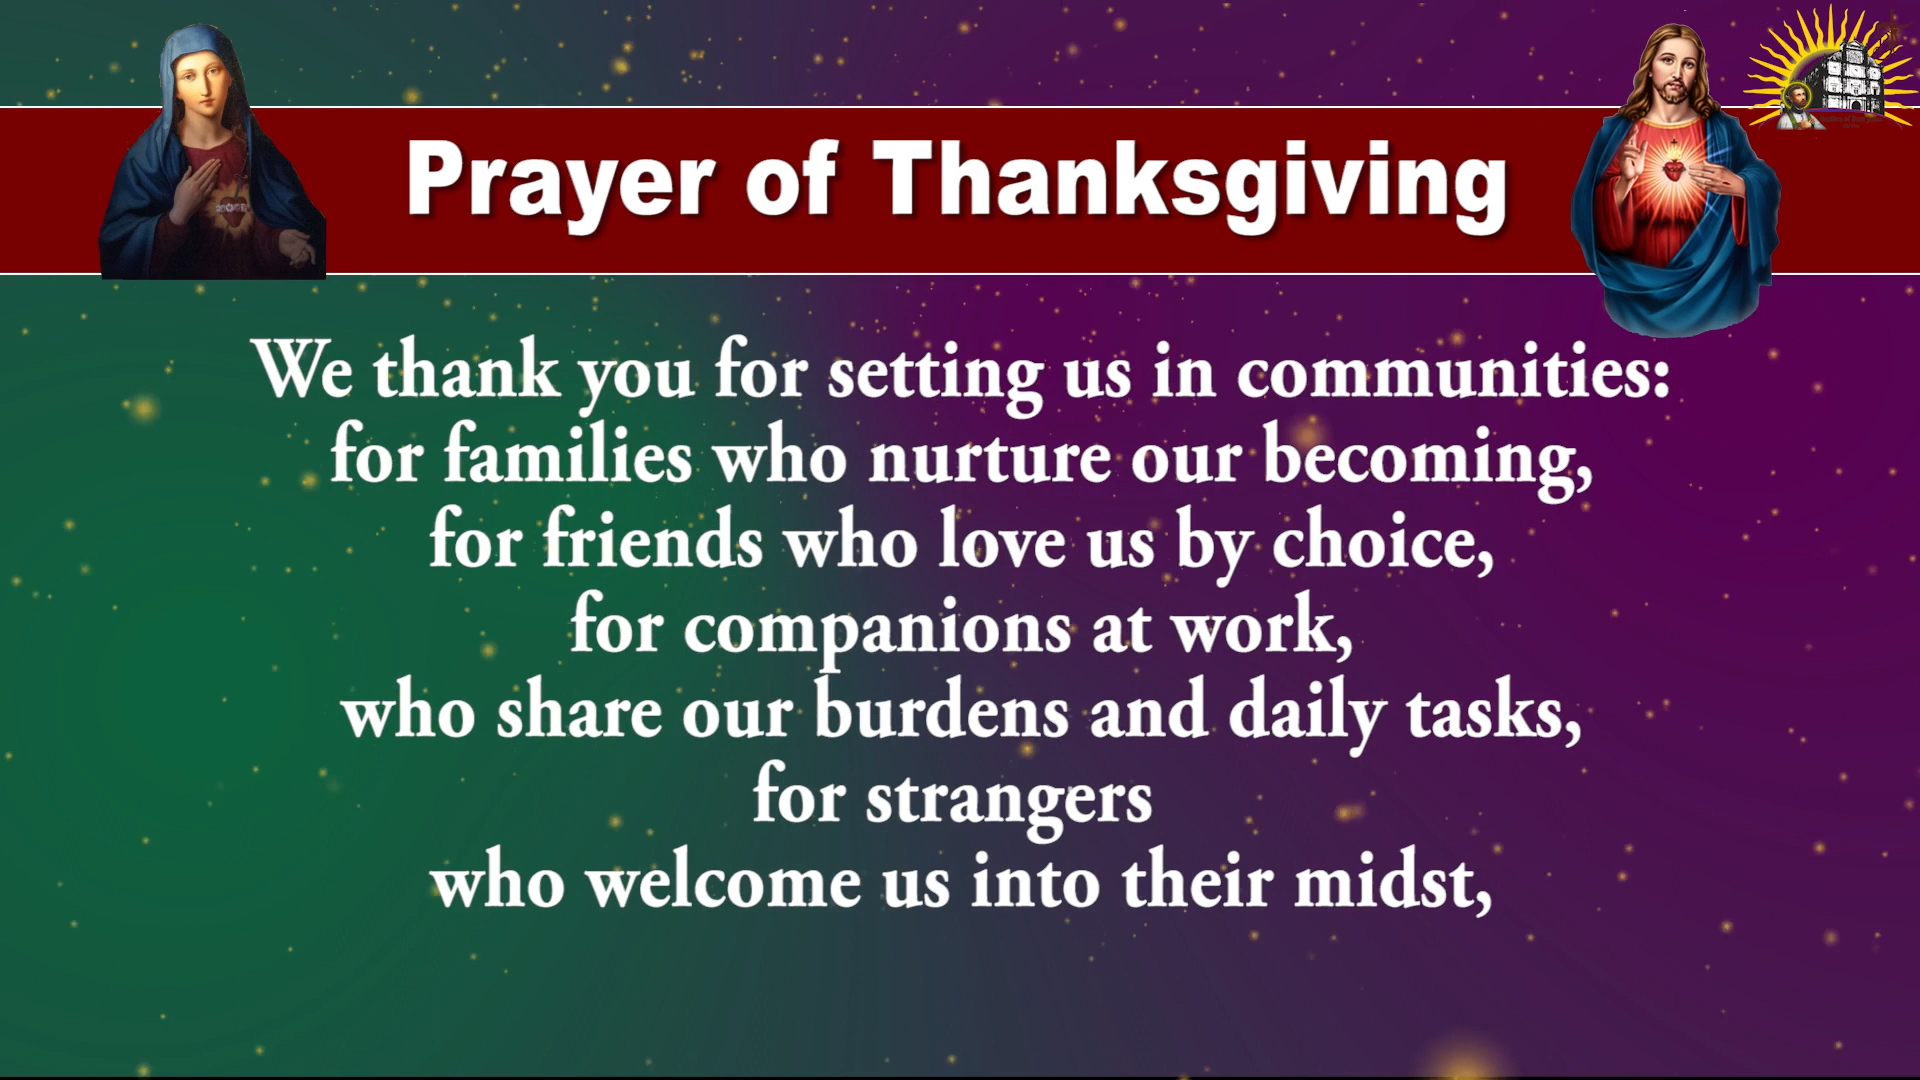 Prayer of Thanksgiving
We thank you for setting us in communities:
for families who nurture our becoming,
for friends who love us by choice,
for companions at work,
who share our burdens and daily tasks,
for strangers
who welcome us into their midst,